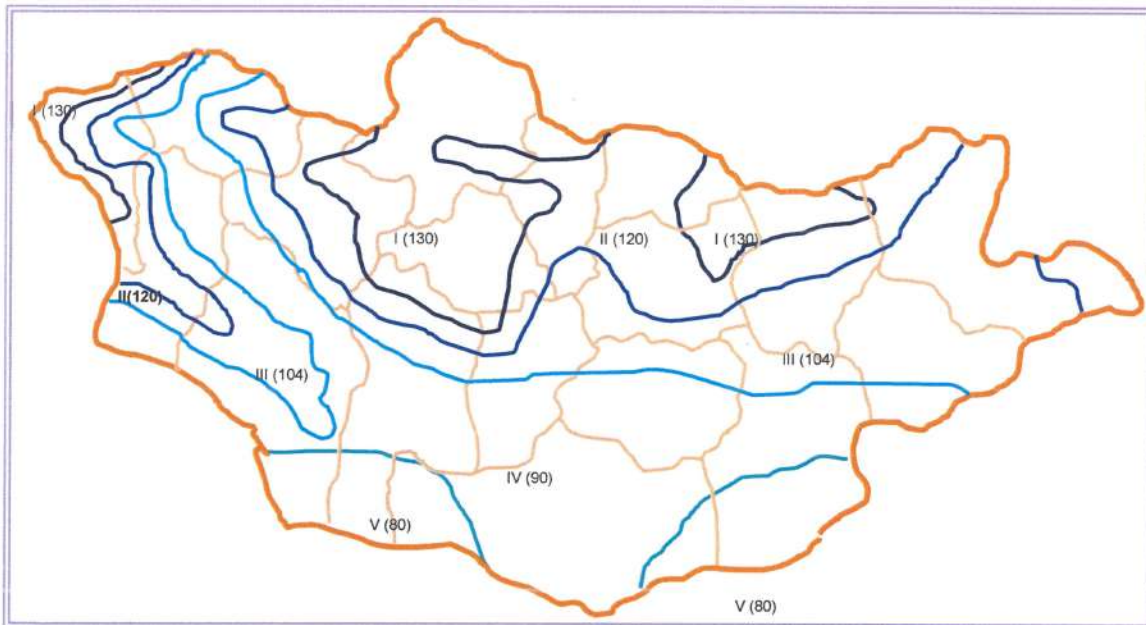 I (130)
I (130)
II (120)
I (130)
II(120)
III (104)
III (104)
IV (90)
V (80)
V (80)